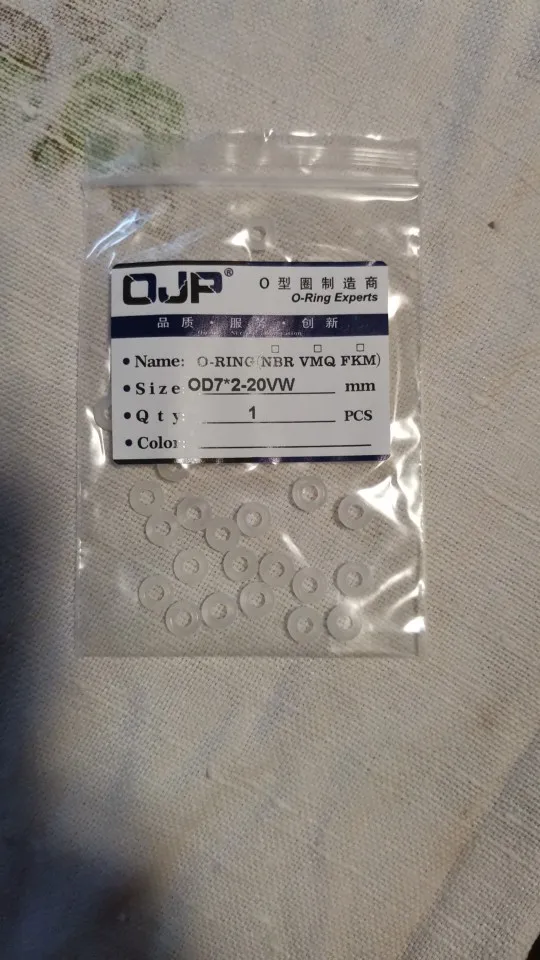 OJP®
O 型 圈 制 造 商
O-Ring Experts
品 质 · 服 务 · 创 新
• Name: O-RING(□NBR □VMQ □FKM)
• Size: OD7*2-20VW mm
• Q t y: 1 PCS
• Color: